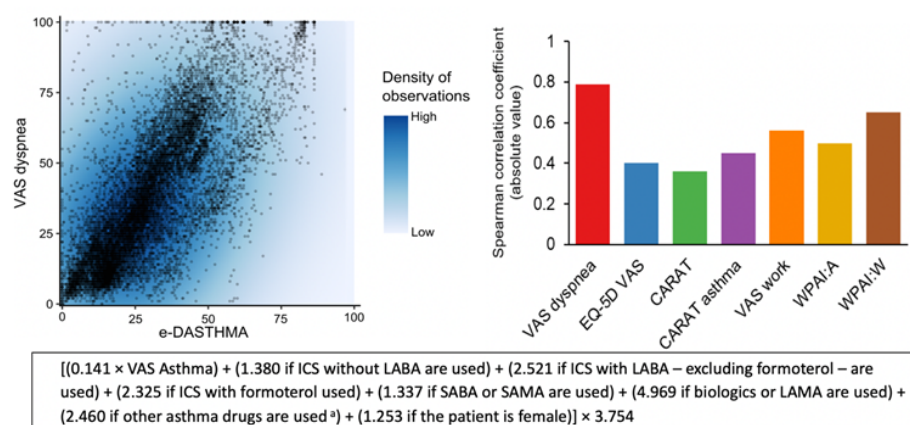 100
75
50
25
0
VAS dyspnea
0 25 50 75 100
e-DASTHMA
Density of
observations
High
Low
Spearman correlation coefficient
(absolute value)
1
0.8
0.6
0.4
0.2
0
VAS dyspnea
EQ-5D VAS
CARAT
CARAT asthma
VAS work
WPAI:A
WPAI:W
[(0.141 × VAS Asthma) + (1.380 if ICS without LABA are used) + (2.521 if ICS with LABA – excluding formoterol – are
used) + (2.325 if ICS with formoterol used) + (1.337 if SABA or SAMA are used) + (4.969 if biologics or LAMA are used) +
(2.460 if other asthma drugs are used ᵃ) + (1.253 if the patient is female)] × 3.754